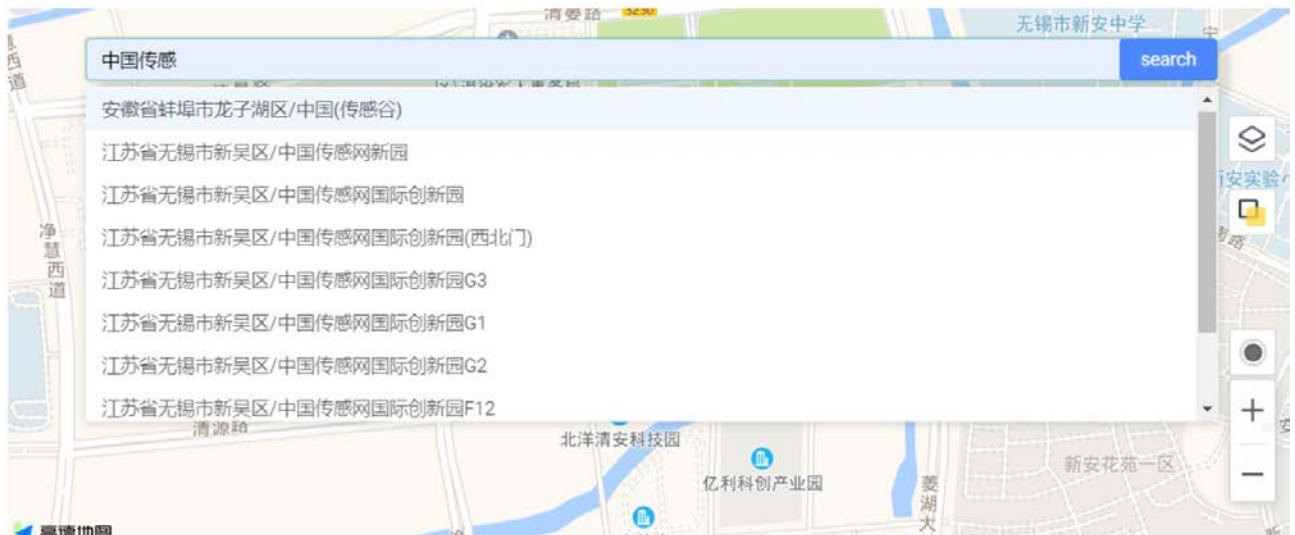 清晏路
S230
无锡市新安中学
中国传感
search
安徽省蚌埠市龙子湖区/中国(传感谷)
江苏省无锡市新吴区/中国传感网新园
江苏省无锡市新吴区/中国传感网国际创新园
新安实验小
江苏省无锡市新吴区/中国传感网国际创新园(西北门)
净慧西道
江苏省无锡市新吴区/中国传感网国际创新园G3
江苏省无锡市新吴区/中国传感网国际创新园G1
江苏省无锡市新吴区/中国传感网国际创新园G2
江苏省无锡市新吴区/中国传感网国际创新园F12
清源路
北洋清安科技园
新安花苑一区
亿利科创产业园
菱湖大
高德地图